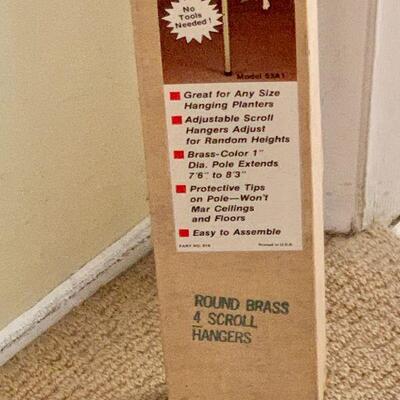 No
Tools
Needed!
Model 53A1
Great for Any Size
Hanging Planters
Adjustable Scroll
Hangers Adjust
for Random Heights
Brass-Color 1"
Dia. Pole Extends
7'6" to 8'3"
Protective Tips
on Pole—Won't
Mar Ceilings
and Floors
Easy to Assemble
PART NO.
Printed in U.S.A.
ROUND BRASS
4 SCROLL
HANGERS